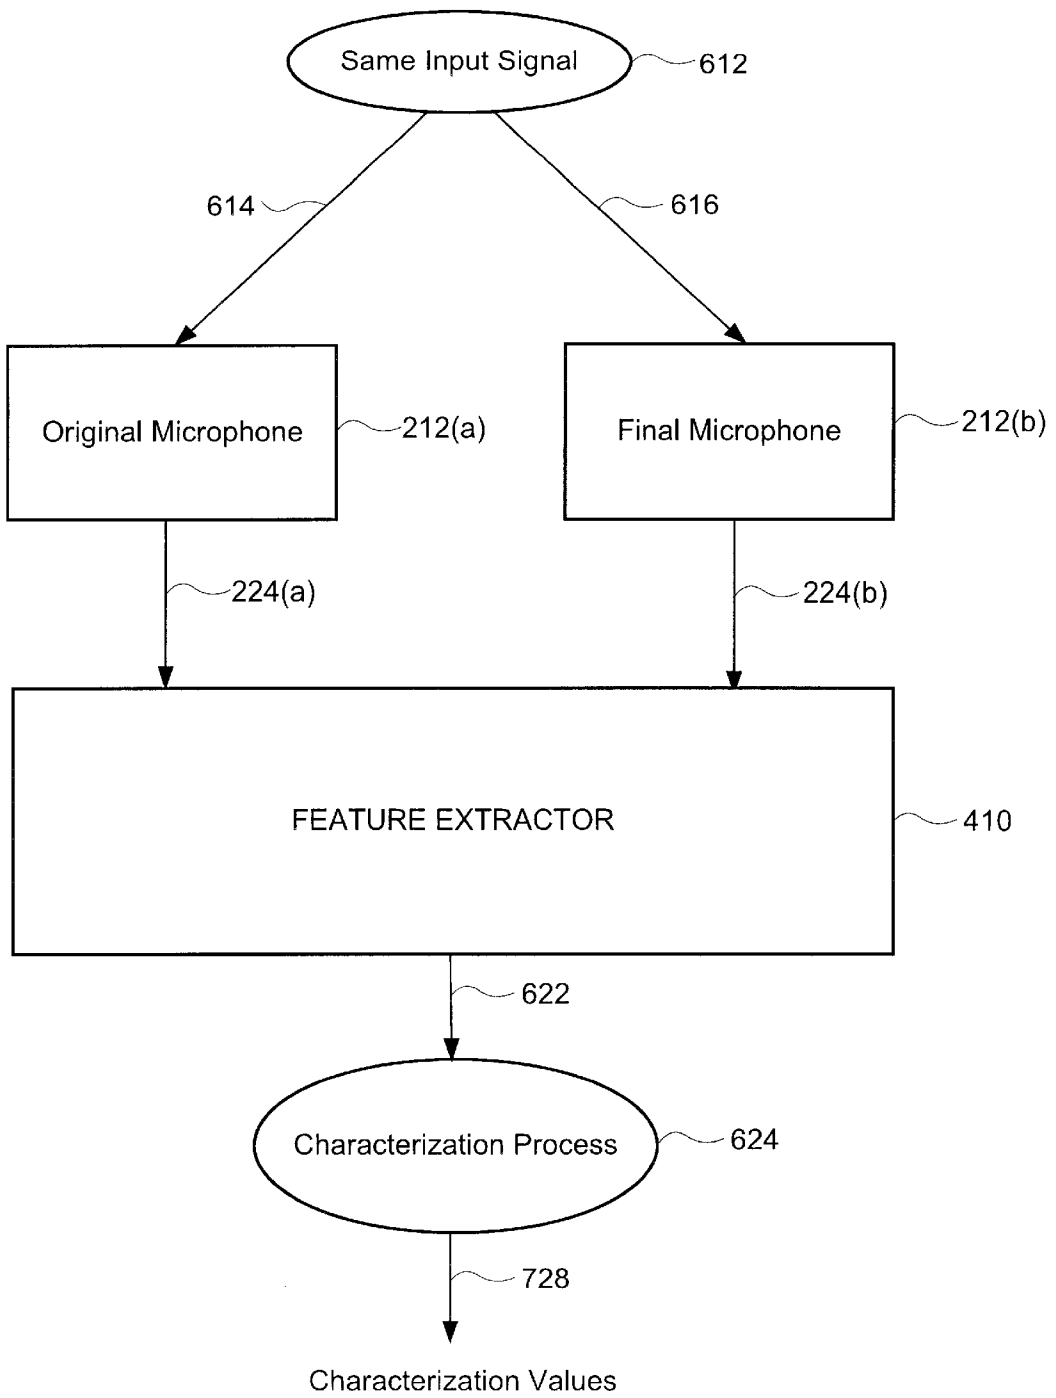 Same Input Signal
612
614
616
Original Microphone
212(a)
Final Microphone
212(b)
224(a)
224(b)
FEATURE EXTRACTOR
410
622
Characterization Process
624
728
Characterization Values